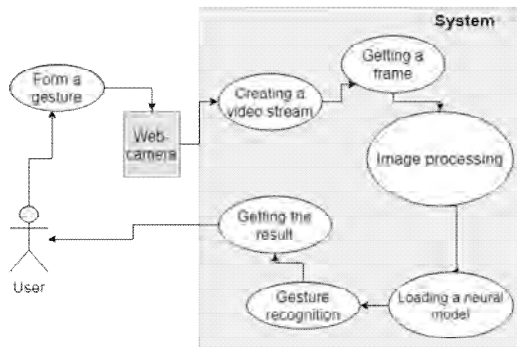 System
Form a
gesture
Web-
camera
Creating a
video stream
Getting a
frame
Image processing
Getting the
result
User
Gesture
recognition
Loading a neural
model